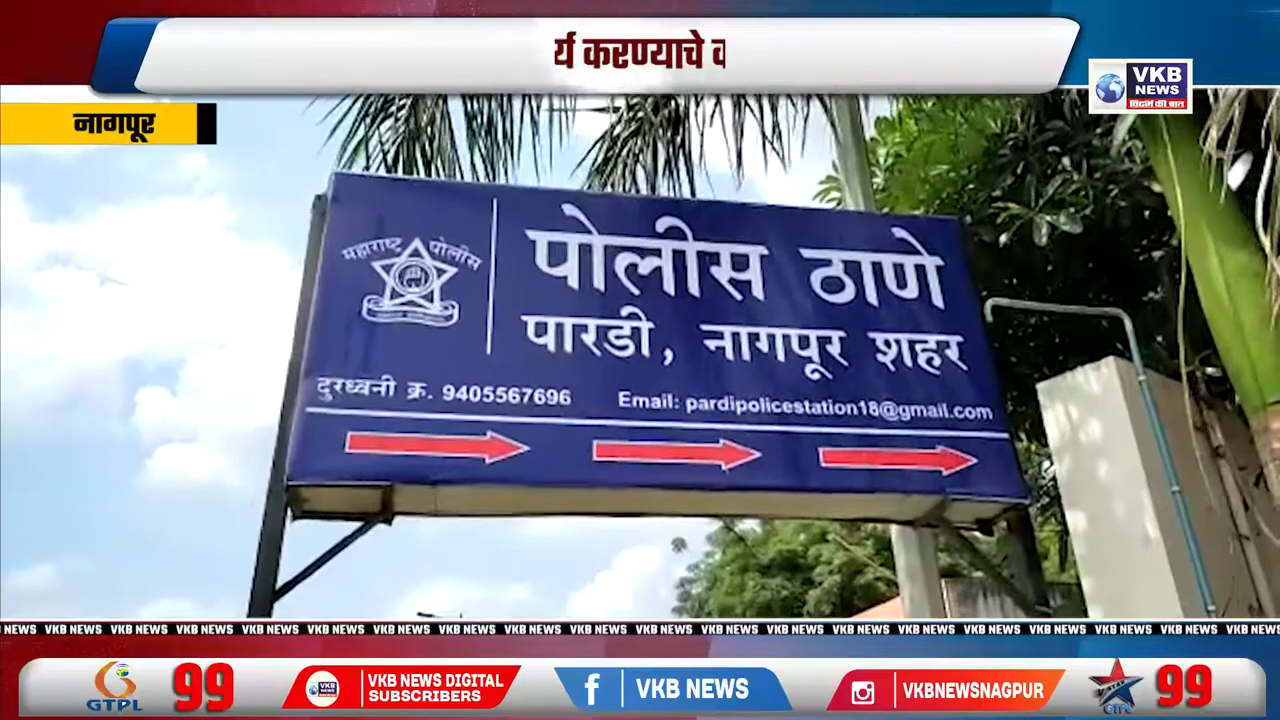 र्य करण्याचे व
VKB
NEWS
विदर्भ की बात
नागपूर
महाराष्ट्र पोलीस
पोलीस ठाणे
पारडी, नागपूर शहर
दुरध्वनी क्र. 9405567696 Email: pardipolicestation18@gmail.com
NEWS VKB NEWS VKB NEWS VKB NEWS VKB NEWS VKB NEWS VKB NEWS VKB NEWS VKB NEWS VKB NEWS VKB NEWS VKB NEWS VKB NEWS VKB NEWS VKB NEWS VKB NEWS VKB NEWS VKB NEWS VKB NEWS VKB NEWS
GTPL 99 VKB NEWS DIGITAL
SUBSCRIBERS
VKB NEWS
VKBNEWSNAGPUR
GTPL 99